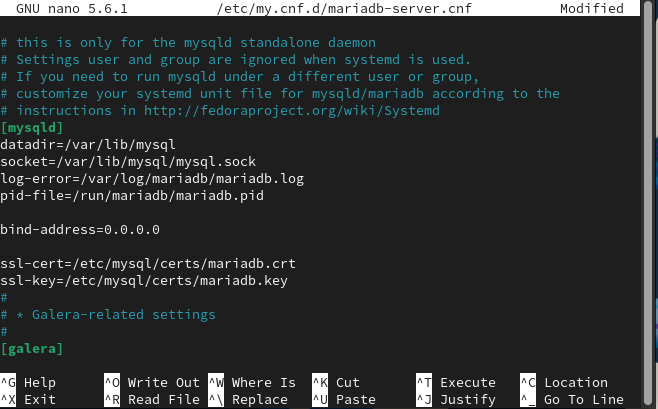 GNU nano 5.6.1 /etc/my.cnf.d/mariadb-server.cnf Modified
# this is only for the mysqld standalone daemon
# Settings user and group are ignored when systemd is used.
# If you need to run mysqld under a different user or group,
# customize your systemd unit file for mysqld/mariadb according to the
# instructions in http://fedoraproject.org/wiki/Systemd
[mysqld]
datadir=/var/lib/mysql
socket=/var/lib/mysql/mysql.sock
log-error=/var/log/mariadb/mariadb.log
pid-file=/run/mariadb/mariadb.pid
bind-address=0.0.0.0
ssl-cert=/etc/mysql/certs/mariadb.crt
ssl-key=/etc/mysql/certs/mariadb.key
#
# * Galera-related settings
#
[galera]
^G Help ^O Write Out ^W Where Is ^K Cut ^T Execute ^C Location
^X Exit ^R Read File ^\ Replace ^U Paste ^J Justify ^_ Go To Line